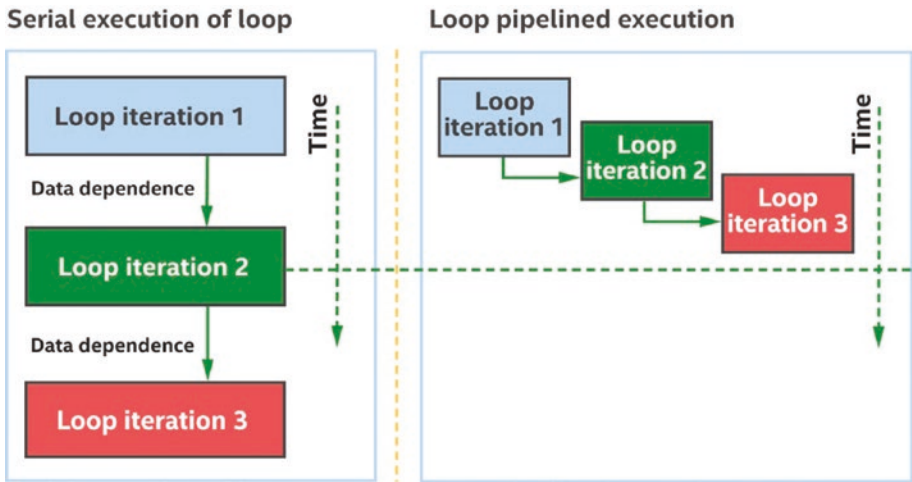 Serial execution of loop
Loop iteration 1
Data dependence
Loop iteration 2
Data dependence
Loop iteration 3
Time
Loop pipelined execution
Loop
iteration 1
Loop
iteration 2
Loop
iteration 3
Time